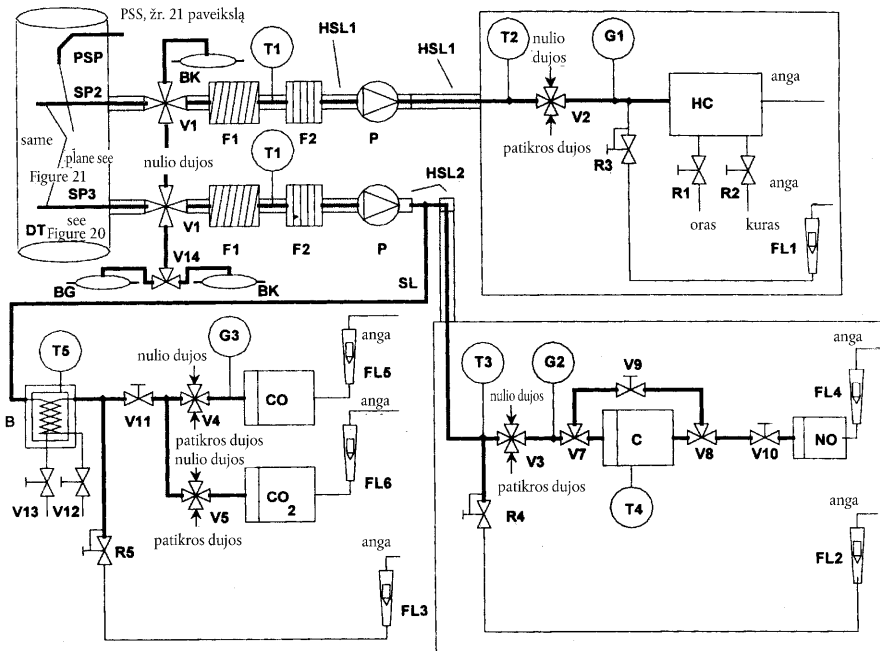 PSS, žr. 21 paveikslą
PSP
SP2
same
plane see
Figure 21
SP3
see
Figure 20
DT
BK
V1
nulio dujos
V1
V14
BG
BK
T1
F1
F2
HSL1
P
HSL1
T1
F1
F2
P
HSL2
SL
T2
nulio
dujos
G1
V2
patikros dujos
R3
HC
anga
R1
R2
oras
kuras
anga
FL1
T5
B
V13
V12
V11
nulio dujos
G3
V4
patikros dujos
nulio dujos
V5
patikros dujos
CO
CO
2
anga
FL5
anga
FL6
R5
anga
FL3
T3
nulio dujos
G2
V3
patikros dujos
V7
V9
C
T4
V8
V10
NO
anga
FL4
R4
anga
FL2